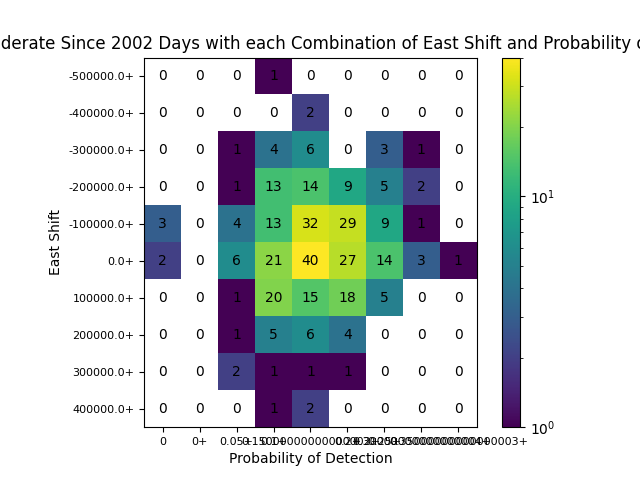 derate Since 2002 Days with each Combination of East Shift and Probability o
-500000.0+ 0 0 0 1 0 0 0 0 0
-400000.0+ 0 0 0 0 2 0 0 0 0
-300000.0+ 0 0 1 4 6 0 3 1 0
-200000.0+ 0 0 1 13 14 9 5 2 0
-100000.0+ 3 0 4 13 32 29 9 1 0
0.0+ 2 0 6 21 40 27 14 3 1
100000.0+ 0 0 1 20 15 18 5 0 0
200000.0+ 0 0 1 5 6 4 0 0 0
300000.0+ 0 0 2 1 1 1 0 0 0
400000.0+ 0 0 0 1 2 0 0 0 0
0 0+ 0.05+
Probability of Detection
East Shift
10^1
10^0